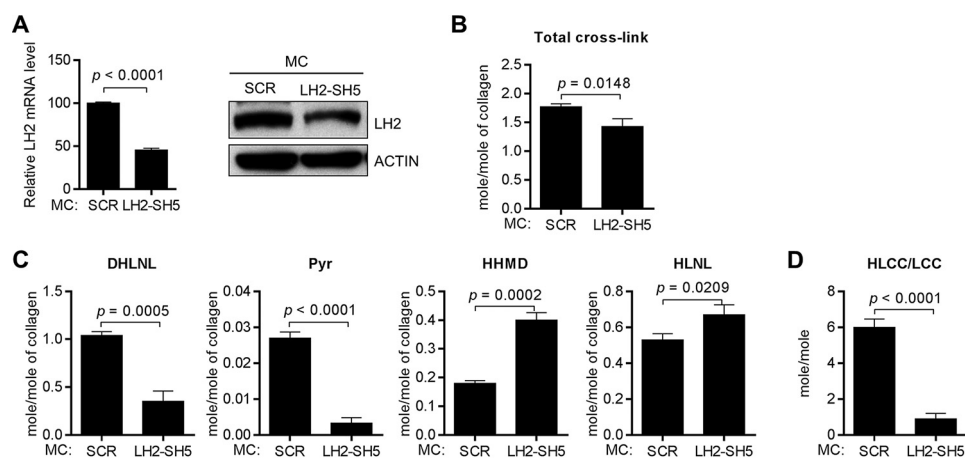 A
Relative LH2 mRNA level
150
100
50
0
p < 0.0001
MC: SCR LH2-SH5
MC
SCR LH2-SH5
LH2
ACTIN
B
Total cross-link
mole/mole of collagen
2.5
2.0
1.5
1.0
0.5
0.0
p = 0.0148
MC: SCR LH2-SH5
C
DHLNL
mole/mole of collagen
1.5
1.0
0.5
0.0
p = 0.0005
MC: SCR LH2-SH5
Pyr
mole/mole of collagen
0.04
0.03
0.02
0.01
0.00
p < 0.0001
MC: SCR LH2-SH5
HHMD
mole/mole of collagen
0.5
0.4
0.3
0.2
0.1
0.0
p = 0.0002
MC: SCR LH2-SH5
HLNL
mole/mole of collagen
0.8
0.6
0.4
0.2
0.0
p = 0.0209
MC: SCR LH2-SH5
D
HLCC/LCC
mole/mole
8
6
4
2
0
p < 0.0001
MC: SCR LH2-SH5